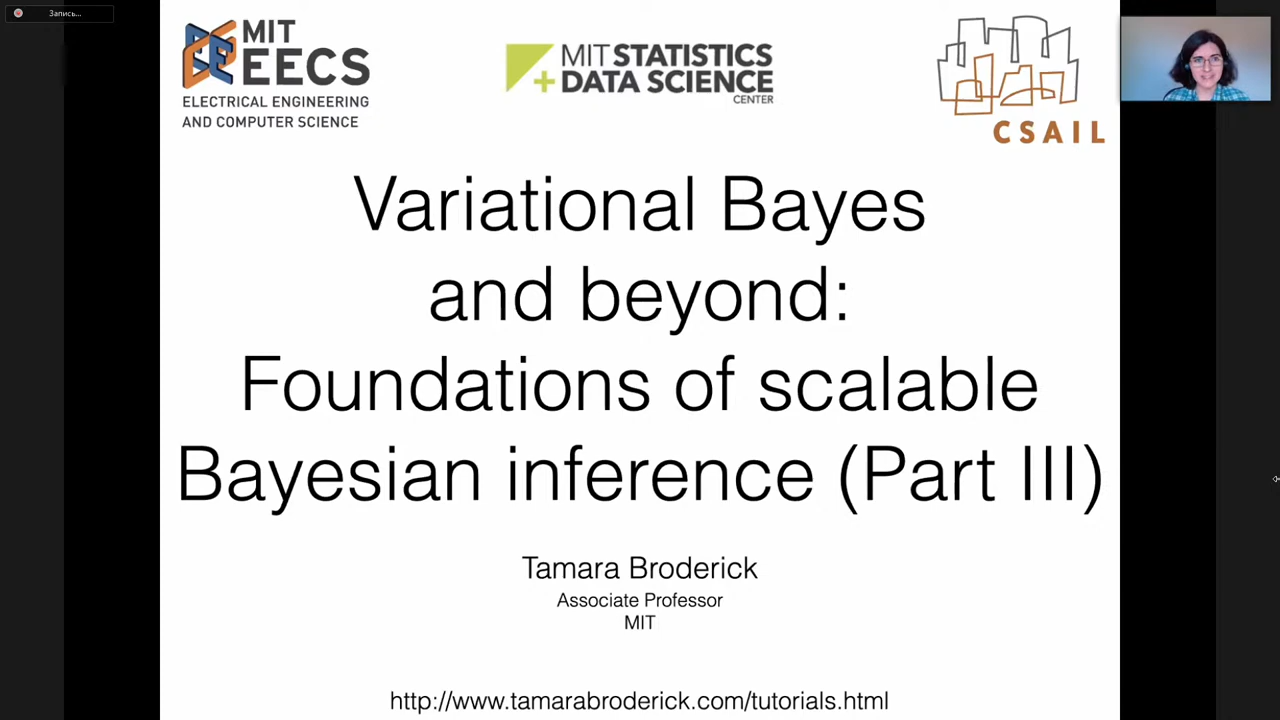 Запись...
MIT
EECS
ELECTRICAL ENGINEERING
AND COMPUTER SCIENCE
MIT STATISTICS
+ DATA SCIENCE
CENTER
CSAIL
Variational Bayes
and beyond:
Foundations of scalable
Bayesian inference (Part III)
Tamara Broderick
Associate Professor
MIT
http://www.tamarabroderick.com/tutorials.html